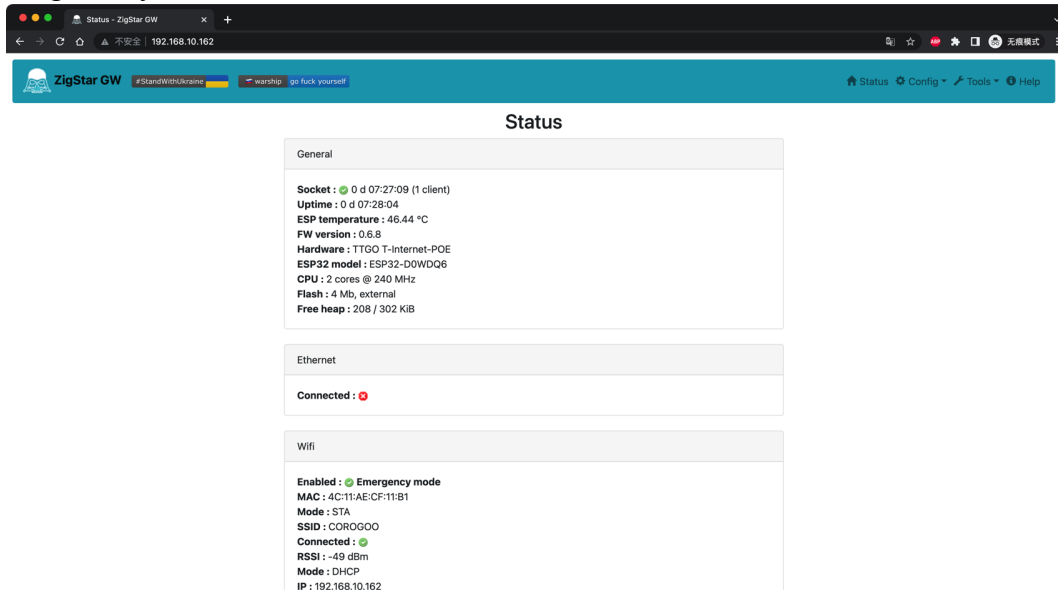 Status - ZigStar GW
不安全 | 192.168.10.162
ABP
无痕模式
ZigStar GW #StandWithUkraine warship go fuck yourself
Status Config Tools Help
Status
General
Socket : 0 d 07:27:09 (1 client)
Uptime : 0 d 07:28:04
ESP temperature : 46.44 ºC
FW version : 0.6.8
Hardware : TTGO T-Internet-POE
ESP32 model : ESP32-D0WDQ6
CPU : 2 cores @ 240 MHz
Flash : 4 Mb, external
Free heap : 208 / 302 KiB
Ethernet
Connected :
Wifi
Enabled : Emergency mode
MAC : 4C:11:AE:CF:11:B1
Mode : STA
SSID : COROGOO
Connected :
RSSI : -49 dBm
Mode : DHCP
IP : 192.168.10.162